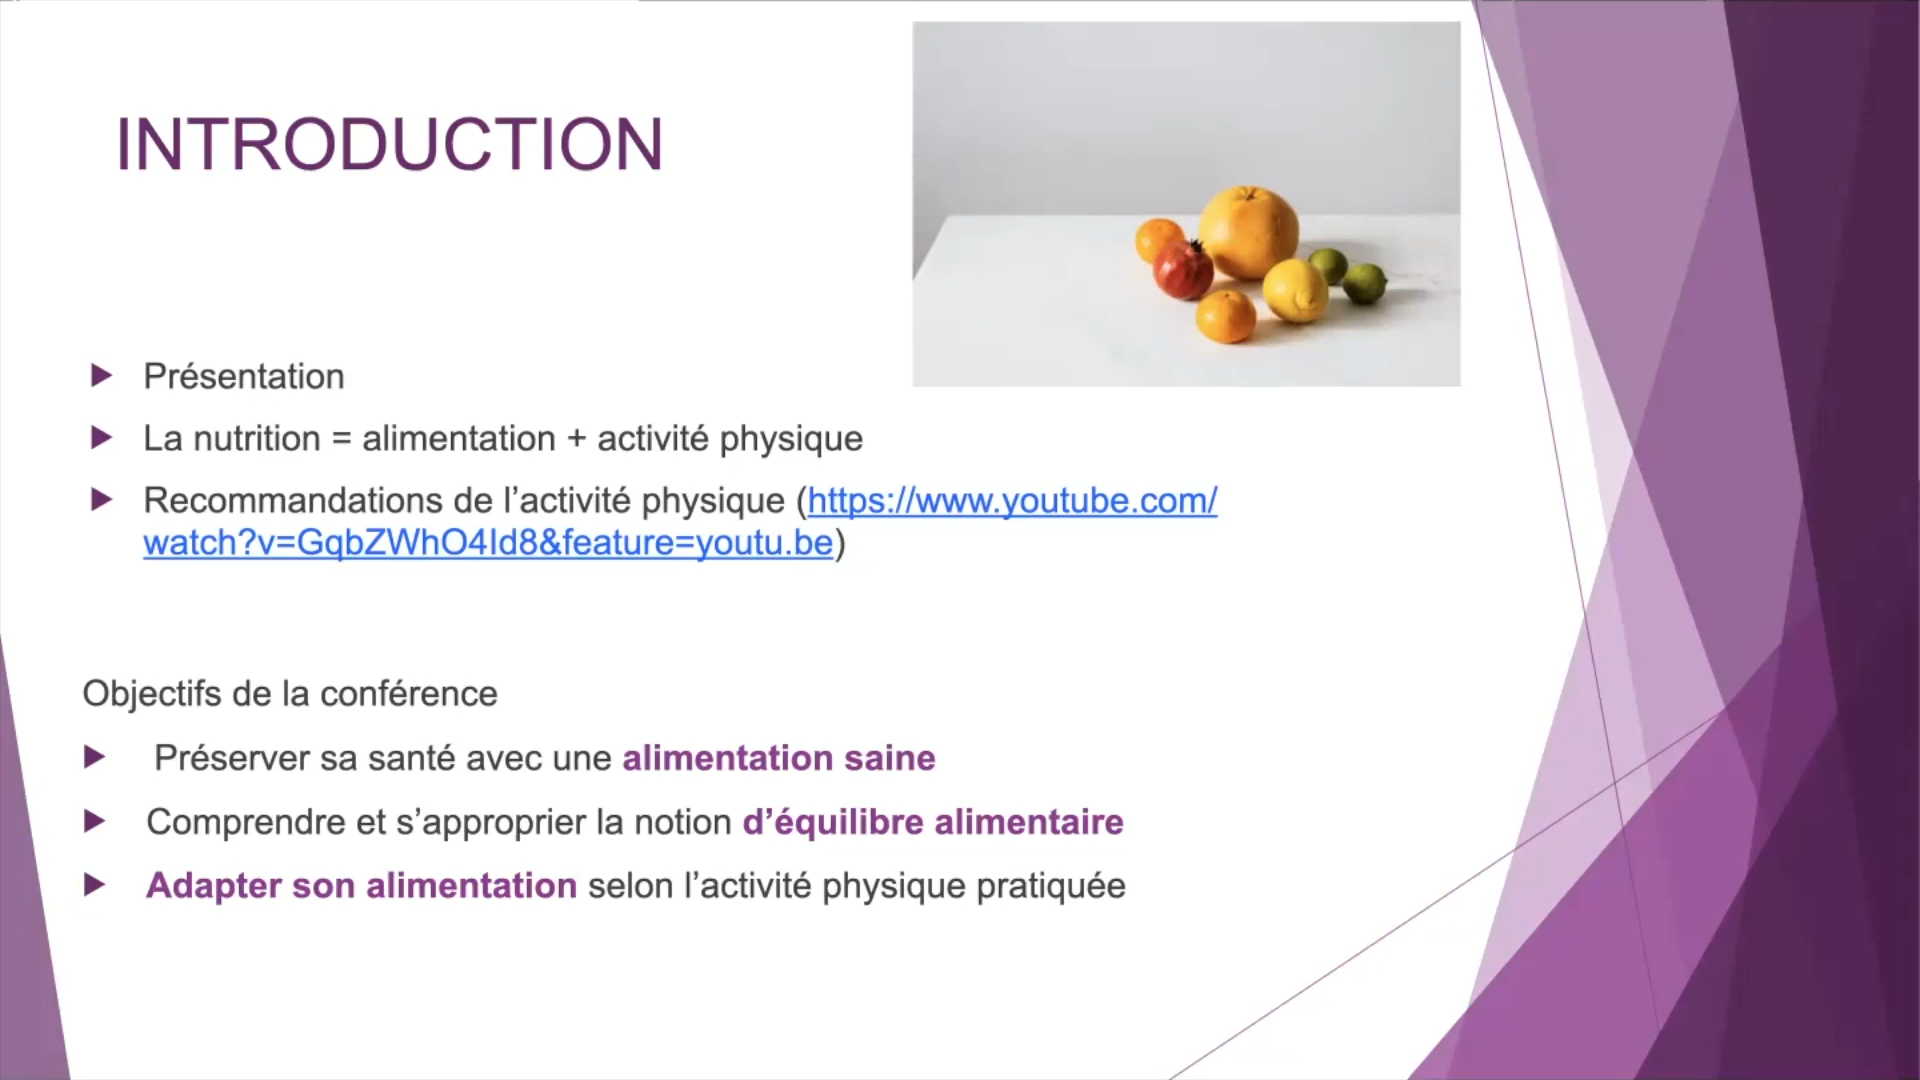 INTRODUCTION
Présentation
La nutrition = alimentation + activité physique
Recommandations de l’activité physique (https://www.youtube.com/
watch?v=GqbZWhO4Id8&feature=youtu.be)
Objectifs de la conférence
Préserver sa santé avec une alimentation saine
Comprendre et s’approprier la notion d’équilibre alimentaire
Adapter son alimentation selon l’activité physique pratiquée